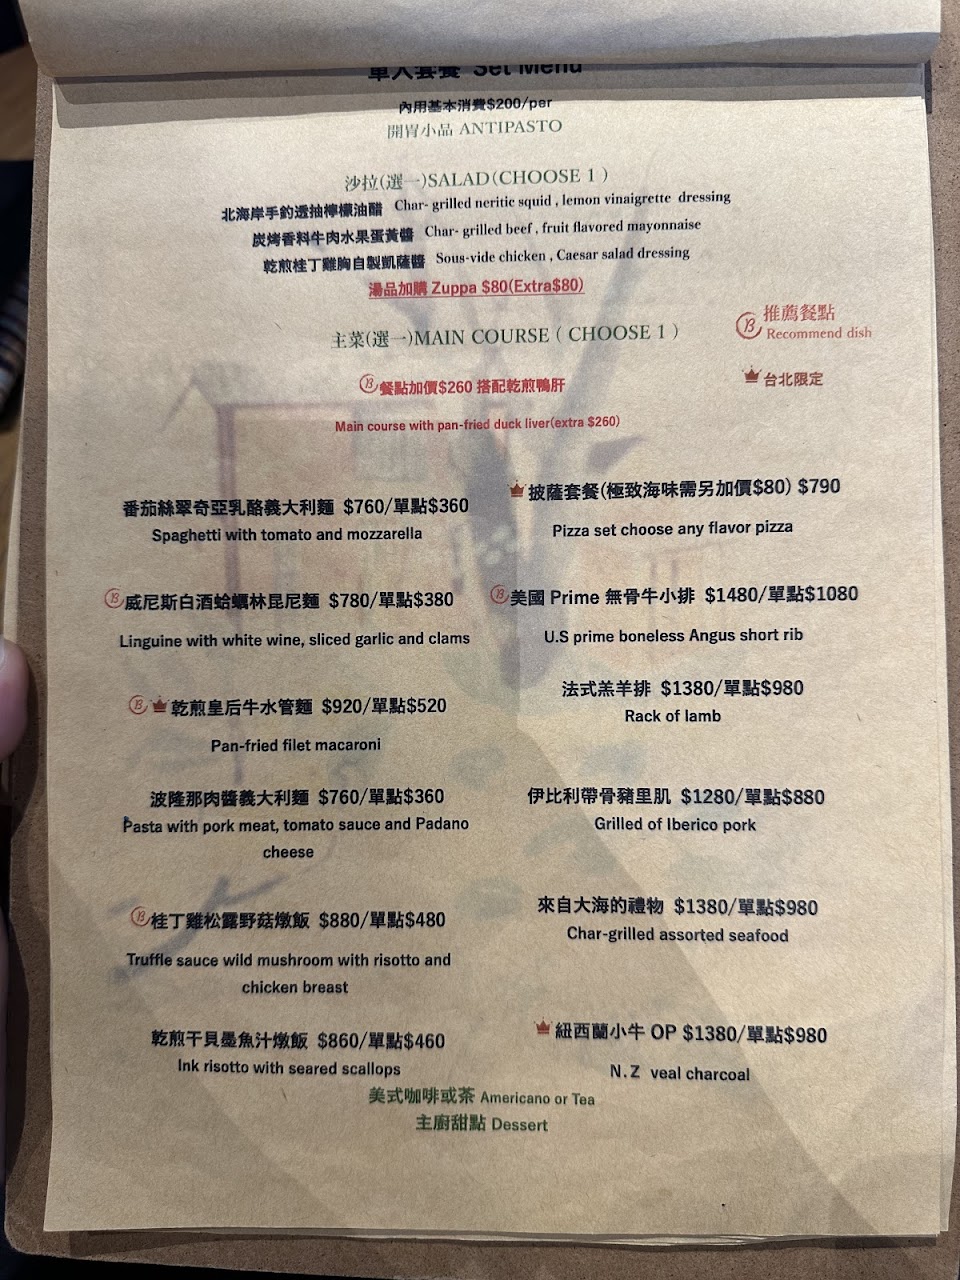 單人套餐 Set Menu
內用基本消費$200/per
開胃小品 ANTIPASTO
沙拉(選一)SALAD(CHOOSE 1 )
北海岸手釣透抽檸檬油醋 Char- grilled neritic squid , lemon vinaigrette dressing
炭烤香料牛肉水果蛋黃醬 Char- grilled beef , fruit flavored mayonnaise
乾煎桂丁雞胸自製凱薩醬 Sous-vide chicken , Caesar salad dressing
湯品加購 Zuppa $80(Extra$80)
主菜(選一)MAIN COURSE ( CHOOSE 1 )
推薦餐點
Recommend dish
台北限定
餐點加價$260 搭配乾煎鴨肝
Main course with pan-fried duck liver(extra $260)
番茄絲翠奇亞乳酪義大利麵 $760/單點$360
Spaghetti with tomato and mozzarella
威尼斯白酒蛤蠣林昆尼麵 $780/單點$380
Linguine with white wine, sliced garlic and clams
乾煎皇后牛水管麵 $920/單點$520
Pan-fried filet macaroni
波隆那肉醬義大利麵 $760/單點$360
Pasta with pork meat, tomato sauce and Padano
cheese
桂丁雞松露野菇燉飯 $880/單點$480
Truffle sauce wild mushroom with risotto and
chicken breast
乾煎干貝墨魚汁燉飯 $860/單點$460
Ink risotto with seared scallops
披薩套餐(極致海味需另加價$80) $790
Pizza set choose any flavor pizza
美國 Prime 無骨牛小排 $1480/單點$1080
U.S prime boneless Angus short rib
法式羔羊排 $1380/單點$980
Rack of lamb
伊比利帶骨豬里肌 $1280/單點$880
Grilled of Iberico pork
來自大海的禮物 $1380/單點$980
Char-grilled assorted seafood
紐西蘭小牛 OP $1380/單點$980
N.Z veal charcoal
美式咖啡或茶 Americano or Tea
主廚甜點 Dessert